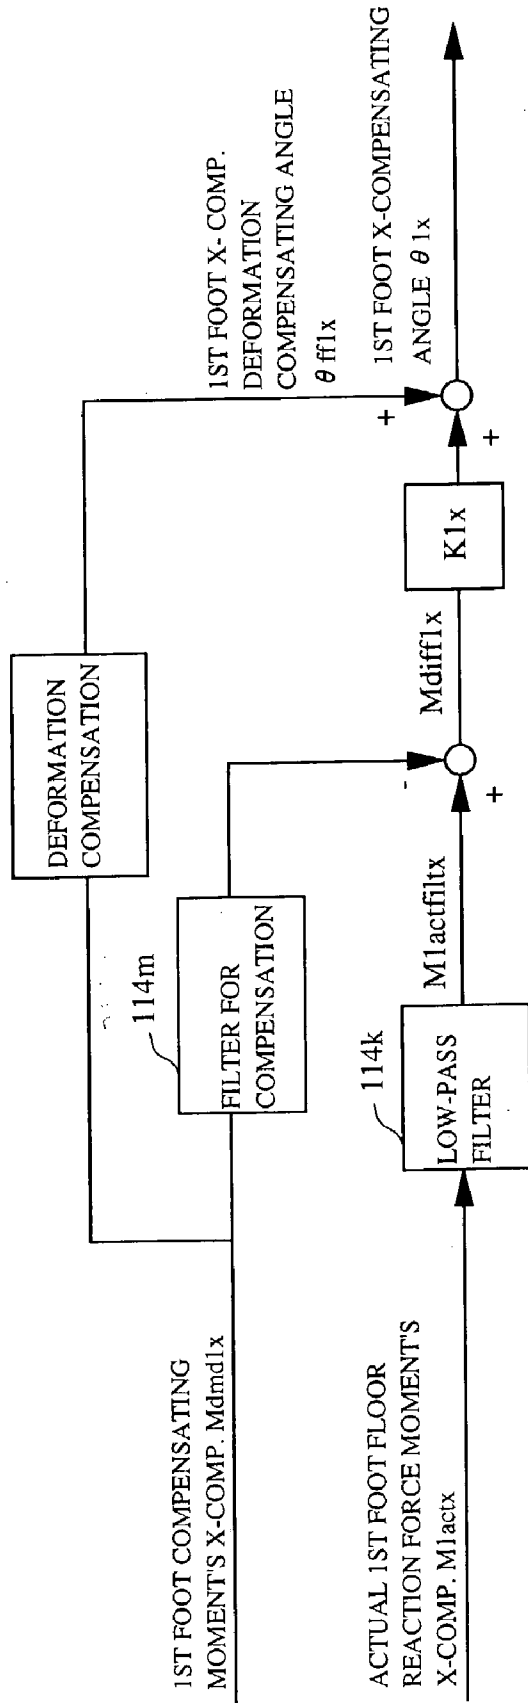 1ST FOOT COMPENSATING
MOMENT'S X-COMP. Mdmd1x
ACTUAL 1ST FOOT FLOOR
REACTION FORCE MOMENT'S
X-COMP. M1actx
114m
FILTER FOR
COMPENSATION
114k
LOW-PASS
FILTER
DEFORMATION
COMPENSATION
M1actfiltx
-
+
Mdiff1x
K1x
+
+
1ST FOOT X- COMP.
DEFORMATION
COMPENSATING ANGLE
θ ff1x
1ST FOOT X-COMPENSATING
ANGLE θ 1x